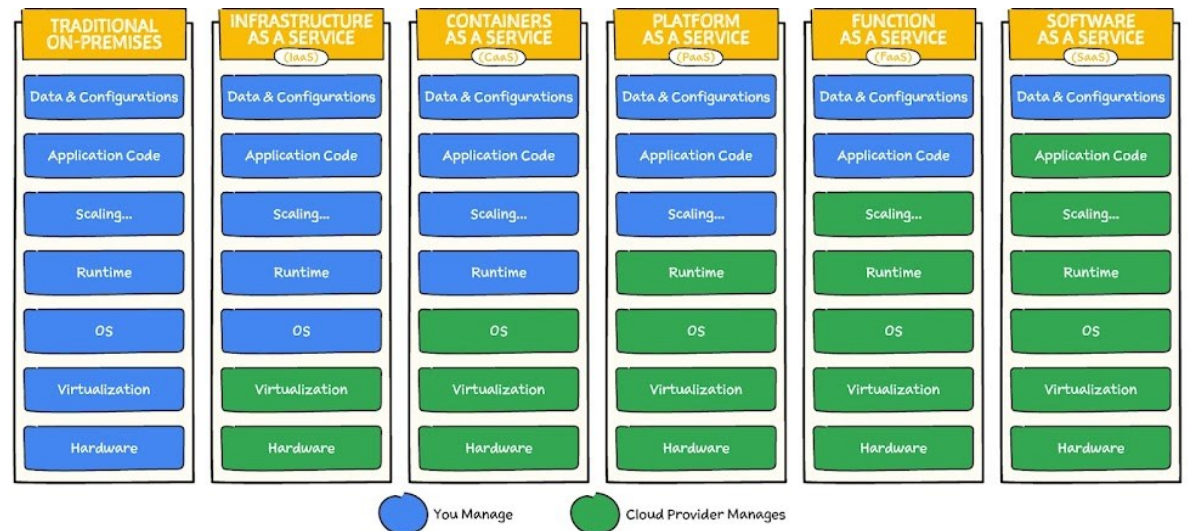 TRADITIONAL
ON-PREMISES
Data & Configurations
Application Code
Scaling...
Runtime
OS
Virtualization
Hardware
INFRASTRUCTURE
AS A SERVICE
(IaaS)
Data & Configurations
Application Code
Scaling...
Runtime
OS
Virtualization
Hardware
CONTAINERS
AS A SERVICE
(CaaS)
Data & Configurations
Application Code
Scaling...
Runtime
OS
Virtualization
Hardware
PLATFORM
AS A SERVICE
(PaaS)
Data & Configurations
Application Code
Scaling...
Runtime
OS
Virtualization
Hardware
FUNCTION
AS A SERVICE
(FaaS)
Data & Configurations
Application Code
Scaling...
Runtime
OS
Virtualization
Hardware
SOFTWARE
AS A SERVICE
(SaaS)
Data & Configurations
Application Code
Scaling...
Runtime
OS
Virtualization
Hardware
You Manage
Cloud Provider Manages